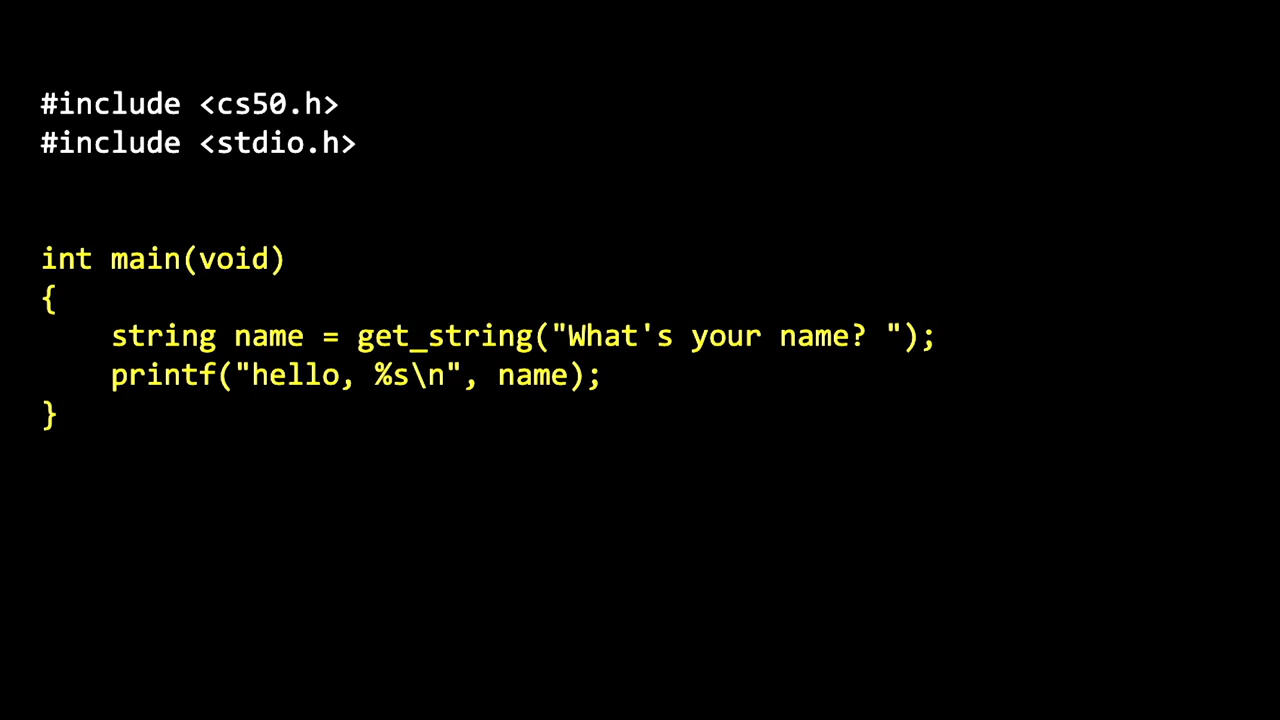 #include <cs50.h>
#include <stdio.h>
int main(void)
{
    string name = get_string("What's your name? ");
    printf("hello, %s\n", name);
}